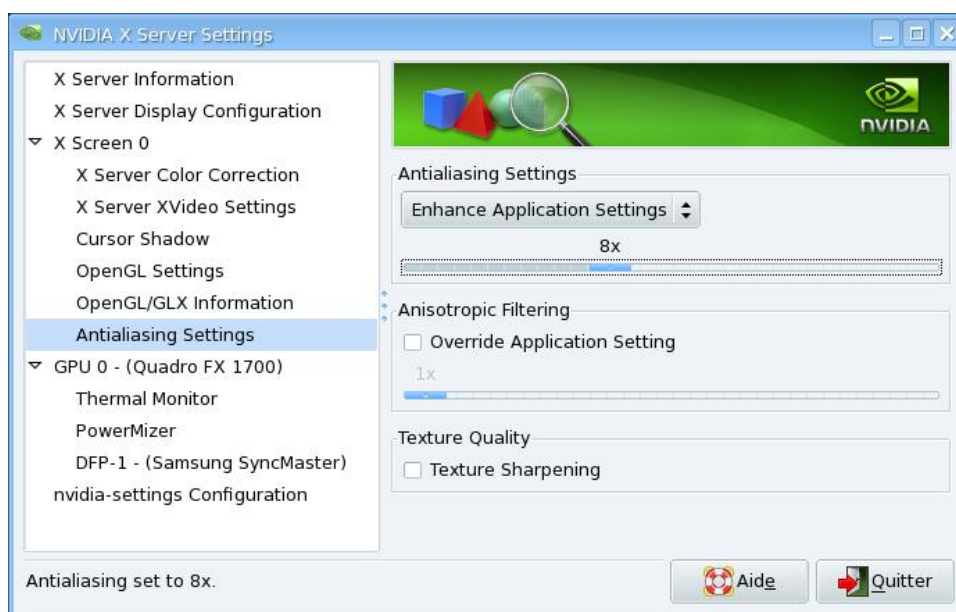 NVIDIA X Server Settings
X Server Information
X Server Display Configuration
X Screen 0
X Server Color Correction
X Server XVideo Settings
Cursor Shadow
OpenGL Settings
OpenGL/GLX Information
Antialiasing Settings
GPU 0 - (Quadro FX 1700)
Thermal Monitor
PowerMizer
DFP-1 - (Samsung SyncMaster)
nvidia-settings Configuration
NVIDIA
Antialiasing Settings
Enhance Application Settings
8x
Anisotropic Filtering
Override Application Setting
1x
Texture Quality
Texture Sharpening
Antialiasing set to 8x.
Aide
Quitter